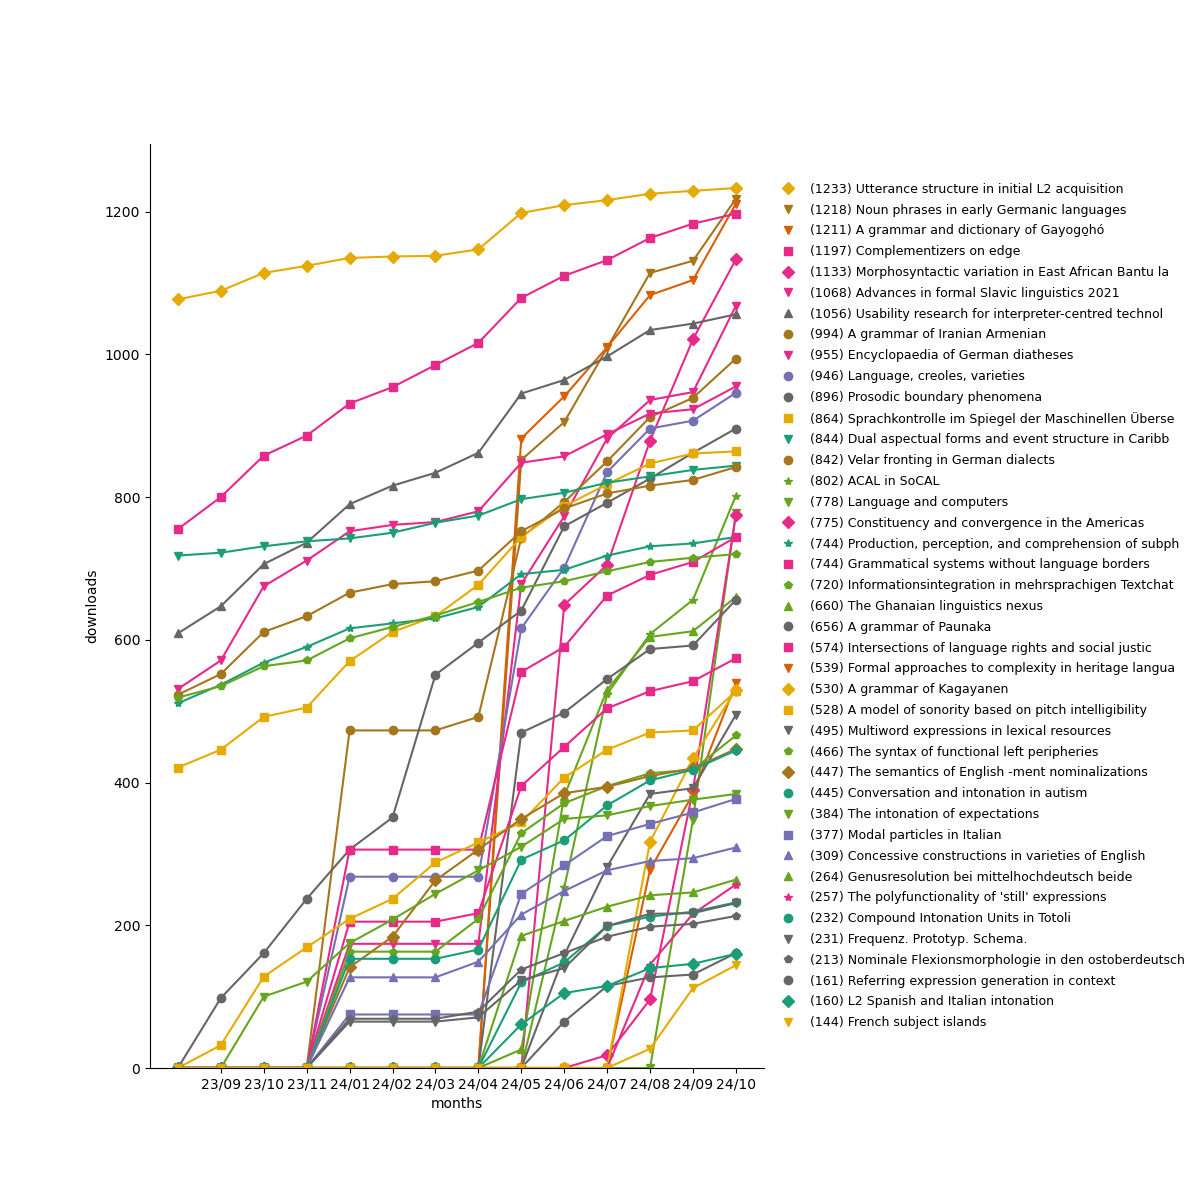 1200
1000
800
600
400
200
0
downloads
23/09 23/10 23/11 24/01 24/02 24/03 24/04 24/05 24/06 24/07 24/08 24/09 24/10
months
(1233) Utterance structure in initial L2 acquisition
(1218) Noun phrases in early Germanic languages
(1211) A grammar and dictionary of Gayogo̱hó
(1197) Complementizers on edge
(1133) Morphosyntactic variation in East African Bantu la
(1068) Advances in formal Slavic linguistics 2021
(1056) Usability research for interpreter-centred technol
(994) A grammar of Iranian Armenian
(955) Encyclopaedia of German diatheses
(946) Language, creoles, varieties
(896) Prosodic boundary phenomena
(864) Sprachkontrolle im Spiegel der Maschinellen Überse
(844) Dual aspectual forms and event structure in Caribb
(842) Velar fronting in German dialects
(802) ACAL in SoCAL
(778) Language and computers
(775) Constituency and convergence in the Americas
(744) Production, perception, and comprehension of subph
(744) Grammatical systems without language borders
(720) Informationsintegration in mehrsprachigen Textchat
(660) The Ghanaian linguistics nexus
(656) A grammar of Paunaka
(574) Intersections of language rights and social justic
(539) Formal approaches to complexity in heritage langua
(530) A grammar of Kagayanen
(528) A model of sonority based on pitch intelligibility
(495) Multiword expressions in lexical resources
(466) The syntax of functional left peripheries
(447) The semantics of English -ment nominalizations
(445) Conversation and intonation in autism
(384) The intonation of expectations
(377) Modal particles in Italian
(309) Concessive constructions in varieties of English
(264) Genusresolution bei mittelhochdeutsch beide
(257) The polyfunctionality of 'still' expressions
(232) Compound Intonation Units in Totoli
(231) Frequenz. Prototyp. Schema.
(213) Nominale Flexionsmorphologie in den ostoberdeutsch
(161) Referring expression generation in context
(160) L2 Spanish and Italian intonation
(144) French subject islands